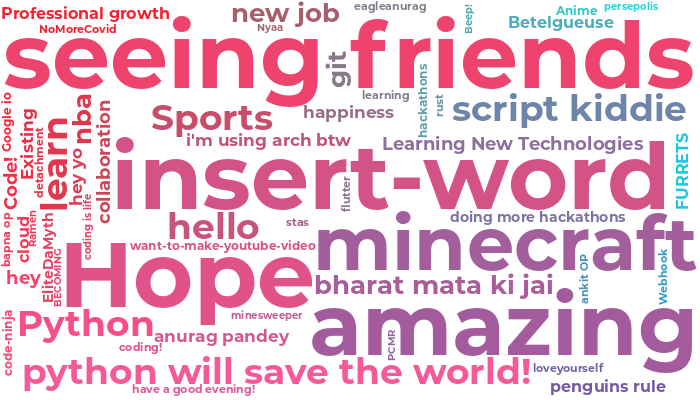 Professional growth
new job
eagleanurag
Beep!
Anime
persepolis
NoMoreCovid
Nyaa
Betelgueuse
seeing friends
git
learning
hackathons
rust
script kiddie
Google io
Code!
Existing
detachment
learn
nba
hey yo
collaboration
Sports
happiness
i'm using arch btw
Learning New Technologies
FURRETS
insert-word
flutter
bapna op
cloud
Ramen
EliteDaMyth
BECOMING
coding is life
hello
stas
doing more hackathons
want-to-make-youtube-video
minecraft
hey
Hope
bharat mata ki jai
ankit OP
Webhook
code-ninja
Python
minesweeper
amazing
anurag pandey
coding!
PCMR
python will save the world!
loveyourself
have a good evening!
penguins rule